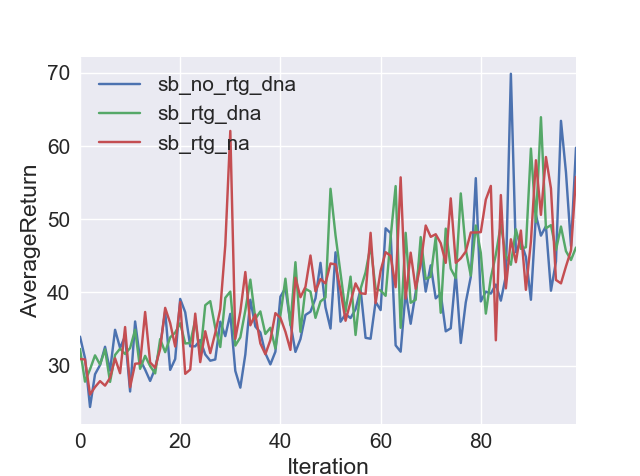 70
60
50
40
30
AverageReturn
sb_no_rtg_dna
sb_rtg_dna
sb_rtg_na
0 20 40 60 80
Iteration